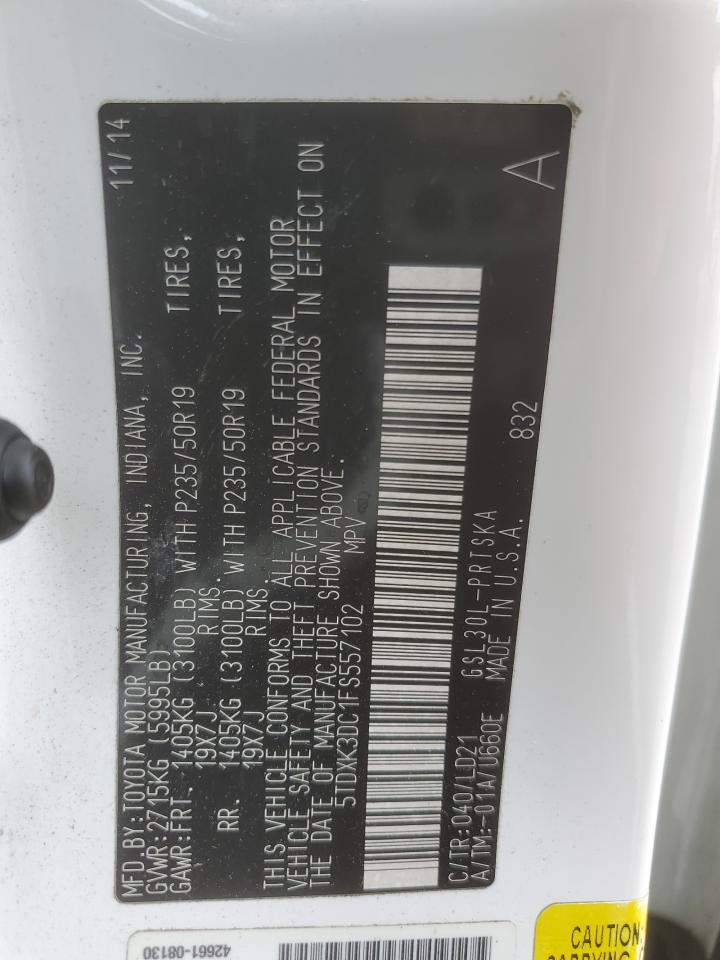 MFD.BY:TOYOTA MOTOR MANUFACTURING, INDIANA, INC. 11/14
GVWR:2715KG (5995LB)
GAWR:FRT. 1405KG (3100LB) WITH P235/50R19 TIRES,
19X7J RIMS.
RR. 1405KG (3100LB) WITH P235/50R19 TIRES,
19X7J RIMS
THIS VEHICLE CONFORMS TO ALL APPLICABLE FEDERAL MOTOR
VEHICLE SAFETY AND THEFT PREVENTION STANDARDS IN EFFECT ON
THE DATE OF MANUFACTURE SHOWN ABOVE.
5TDXK3DC1FS557102 MPV
C/TR:040/LD21 GSL30L-PRTSKA 832
A/TM:-01A/U660E MADE IN U.S.A. A
42661-08130
CAUTION: